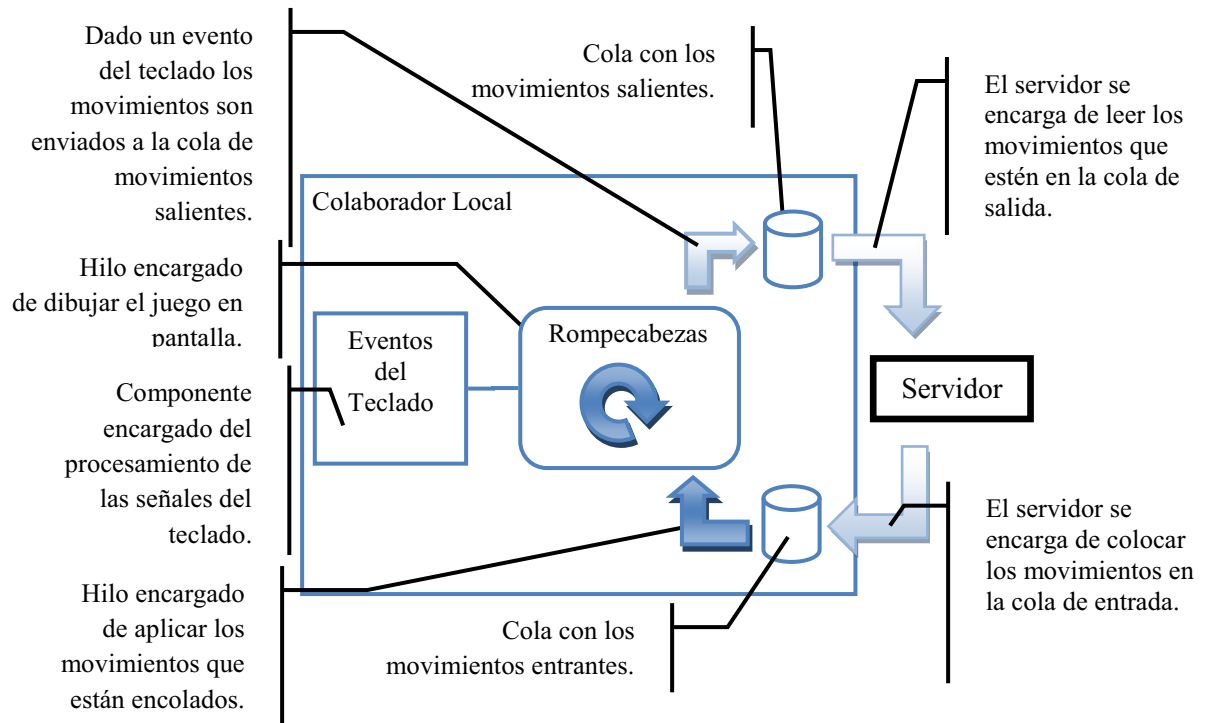 Dado un evento
del teclado los
movimientos son
enviados a la cola de
movimientos
salientes.
Cola con los
movimientos salientes.
El servidor se
encarga de leer los
movimientos que
estén en la cola de
salida.
Colaborador Local
Hilo encargado
de dibujar el juego en
pantalla.
Eventos
del
Teclado
Rompecabezas
Servidor
Componente
encargado del
procesamiento de
las señales del
teclado.
El servidor se
encarga de colocar
los movimientos en
la cola de entrada.
Hilo encargado
de aplicar los
movimientos que
están encolados.
Cola con los
movimientos entrantes.